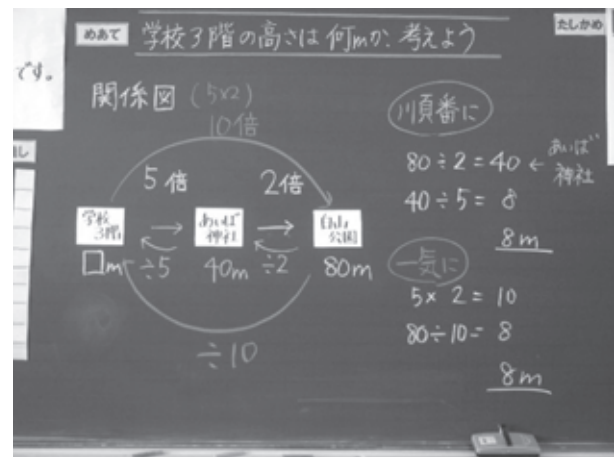 です。
めあて 学校3階の高さは何mか、考えよう
たしかめ
関係図 (5×2)
10倍
5倍 2倍
学校3階 → あいば神社 → 白山公園
□m ÷5 40m ÷2 80m
÷10
順番に
80÷2=40 ← あいば神社
40÷5=8
8m
一気に
5×2=10
80÷10=8
8m